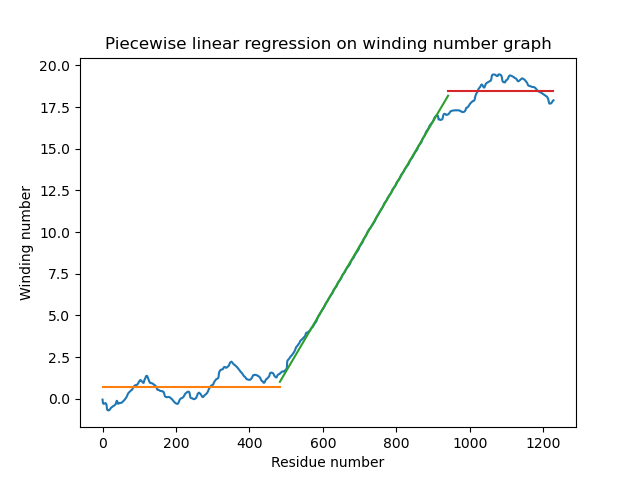 Piecewise linear regression on winding number graph
20.0
17.5
15.0
12.5
10.0
7.5
5.0
2.5
0.0
Winding number
0 200 400 600 800 1000 1200
Residue number